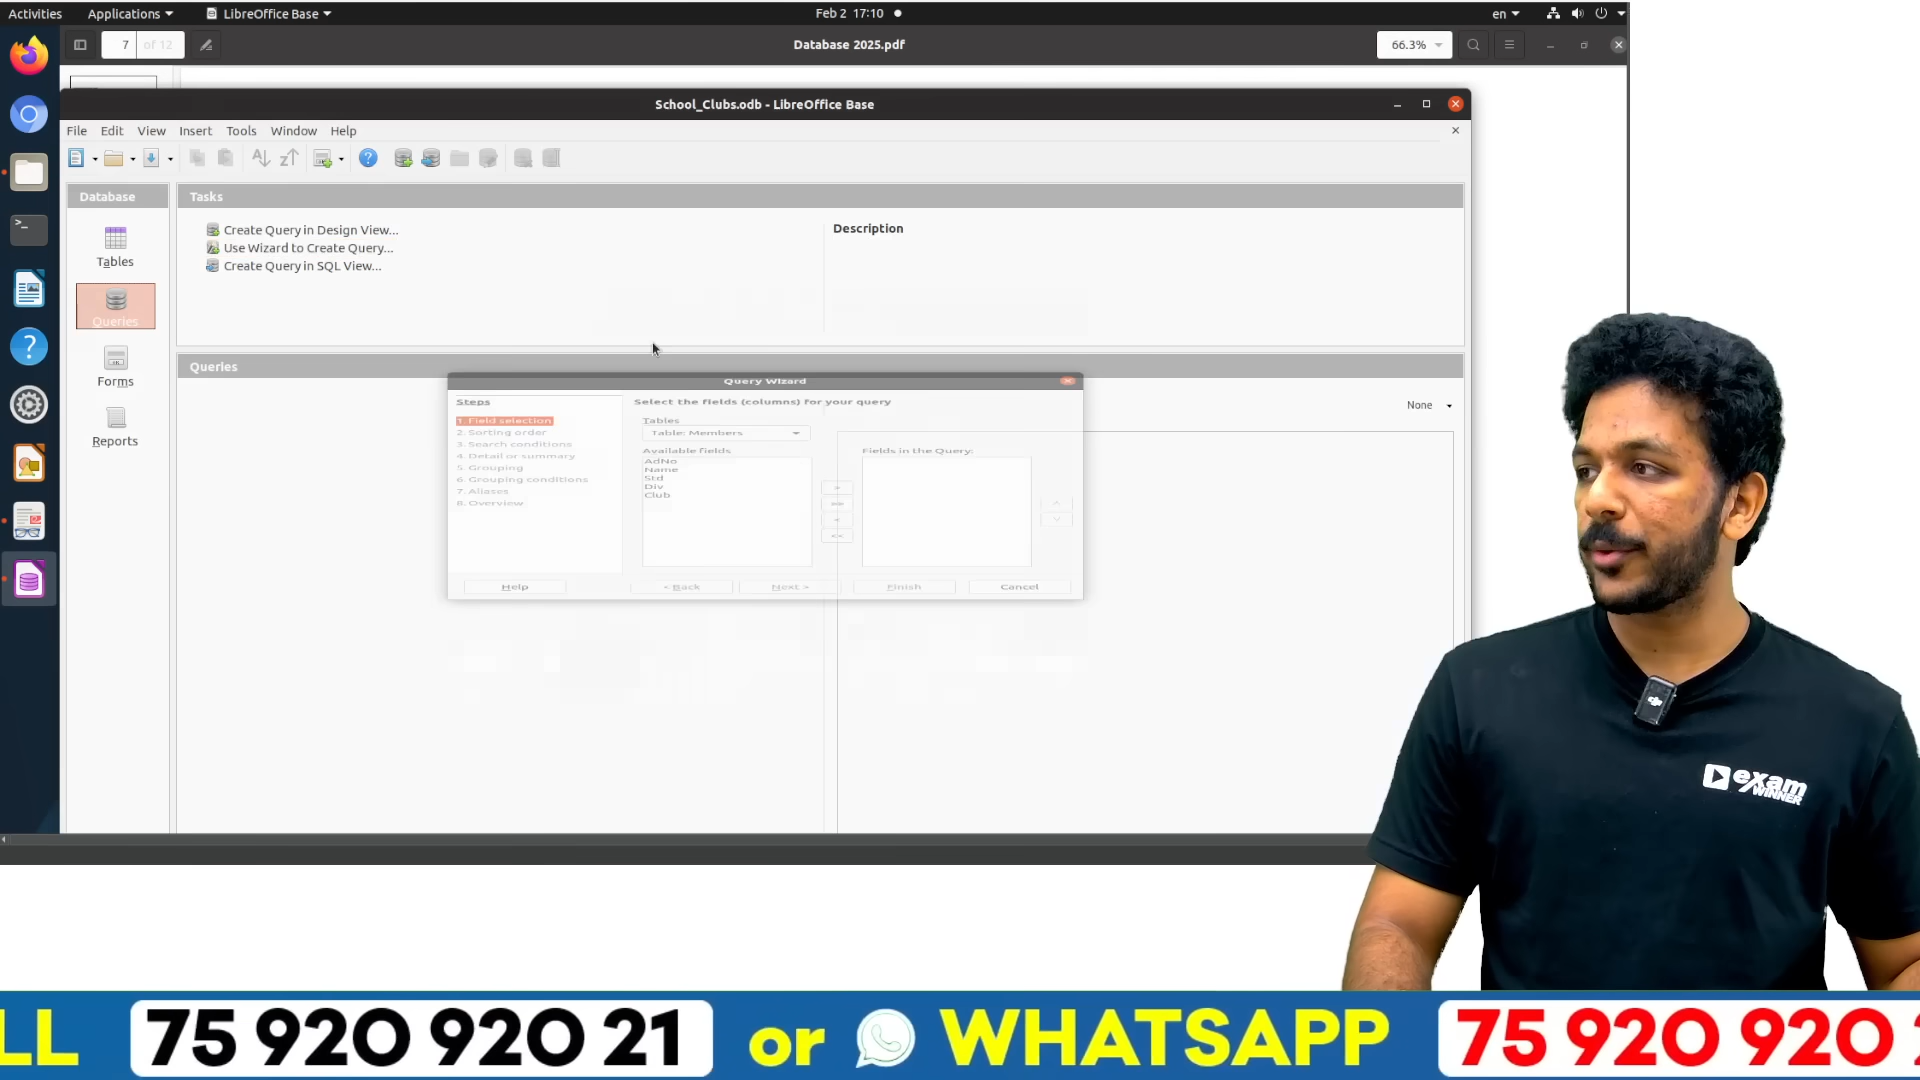 Activities
Applications
LibreOffice Base
Feb 2 17:10
en
7 of 12
Database 2025.pdf
66.3%
School_Clubs.odb - LibreOffice Base
File Edit View Insert Tools Window Help
Database
Tables
Queries
Forms
Reports
Tasks
Create Query in Design View...
Use Wizard to Create Query...
Create Query in SQL View...
Description
Queries
None
Query Wizard
Steps
1. Field selection
2. Sorting order
3. Search conditions
4. Detail or summary
5. Grouping
6. Grouping conditions
7. Aliases
8. Overview
Select the fields (columns) for your query
Tables
Table: Members
Available fields
AdNo
Name
Std
Div
Club
Fields in the Query:
>
>>
<
<<
Help
< Back
Next >
Finish
Cancel
exam
WINNER
LL 75 920 920 21 or WHATSAPP 75 920 920